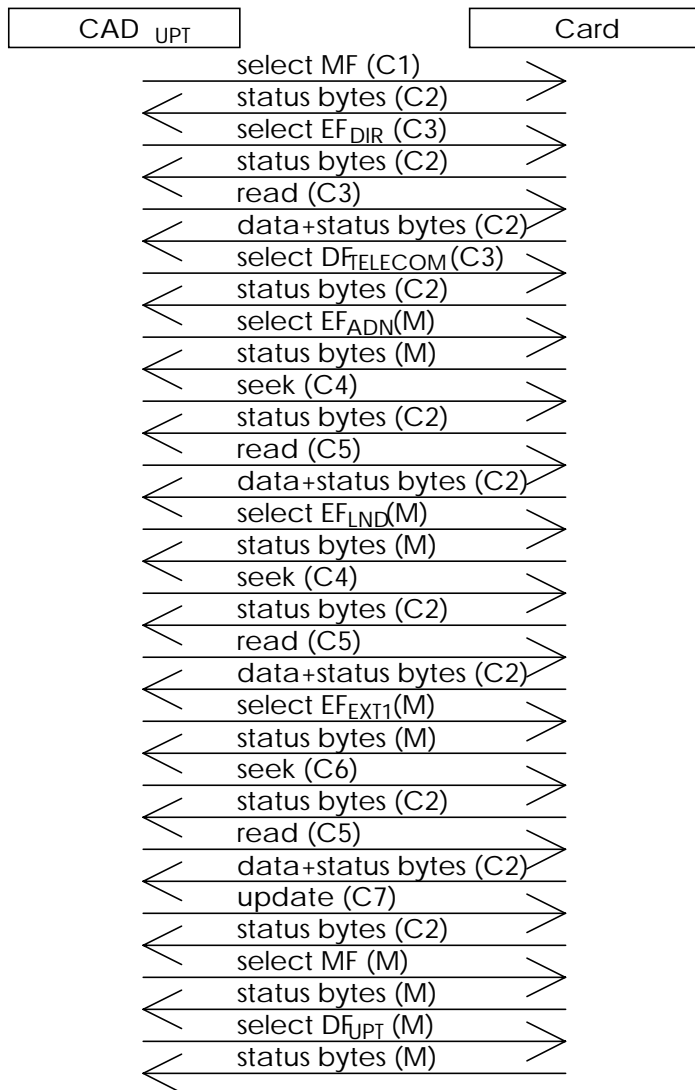 CAD UPT
Card
select MF (C1)
status bytes (C2)
select EFDIR (C3)
status bytes (C2)
read (C3)
data+status bytes (C2)
select DFTELECOM (C3)
status bytes (C2)
select EFADN(M)
status bytes (M)
seek (C4)
status bytes (C2)
read (C5)
data+status bytes (C2)
select EFLND(M)
status bytes (M)
seek (C4)
status bytes (C2)
read (C5)
data+status bytes (C2)
select EFEXT1(M)
status bytes (M)
seek (C6)
status bytes (C2)
read (C5)
data+status bytes (C2)
update (C7)
status bytes (C2)
select MF (M)
status bytes (M)
select DFUPT (M)
status bytes (M)